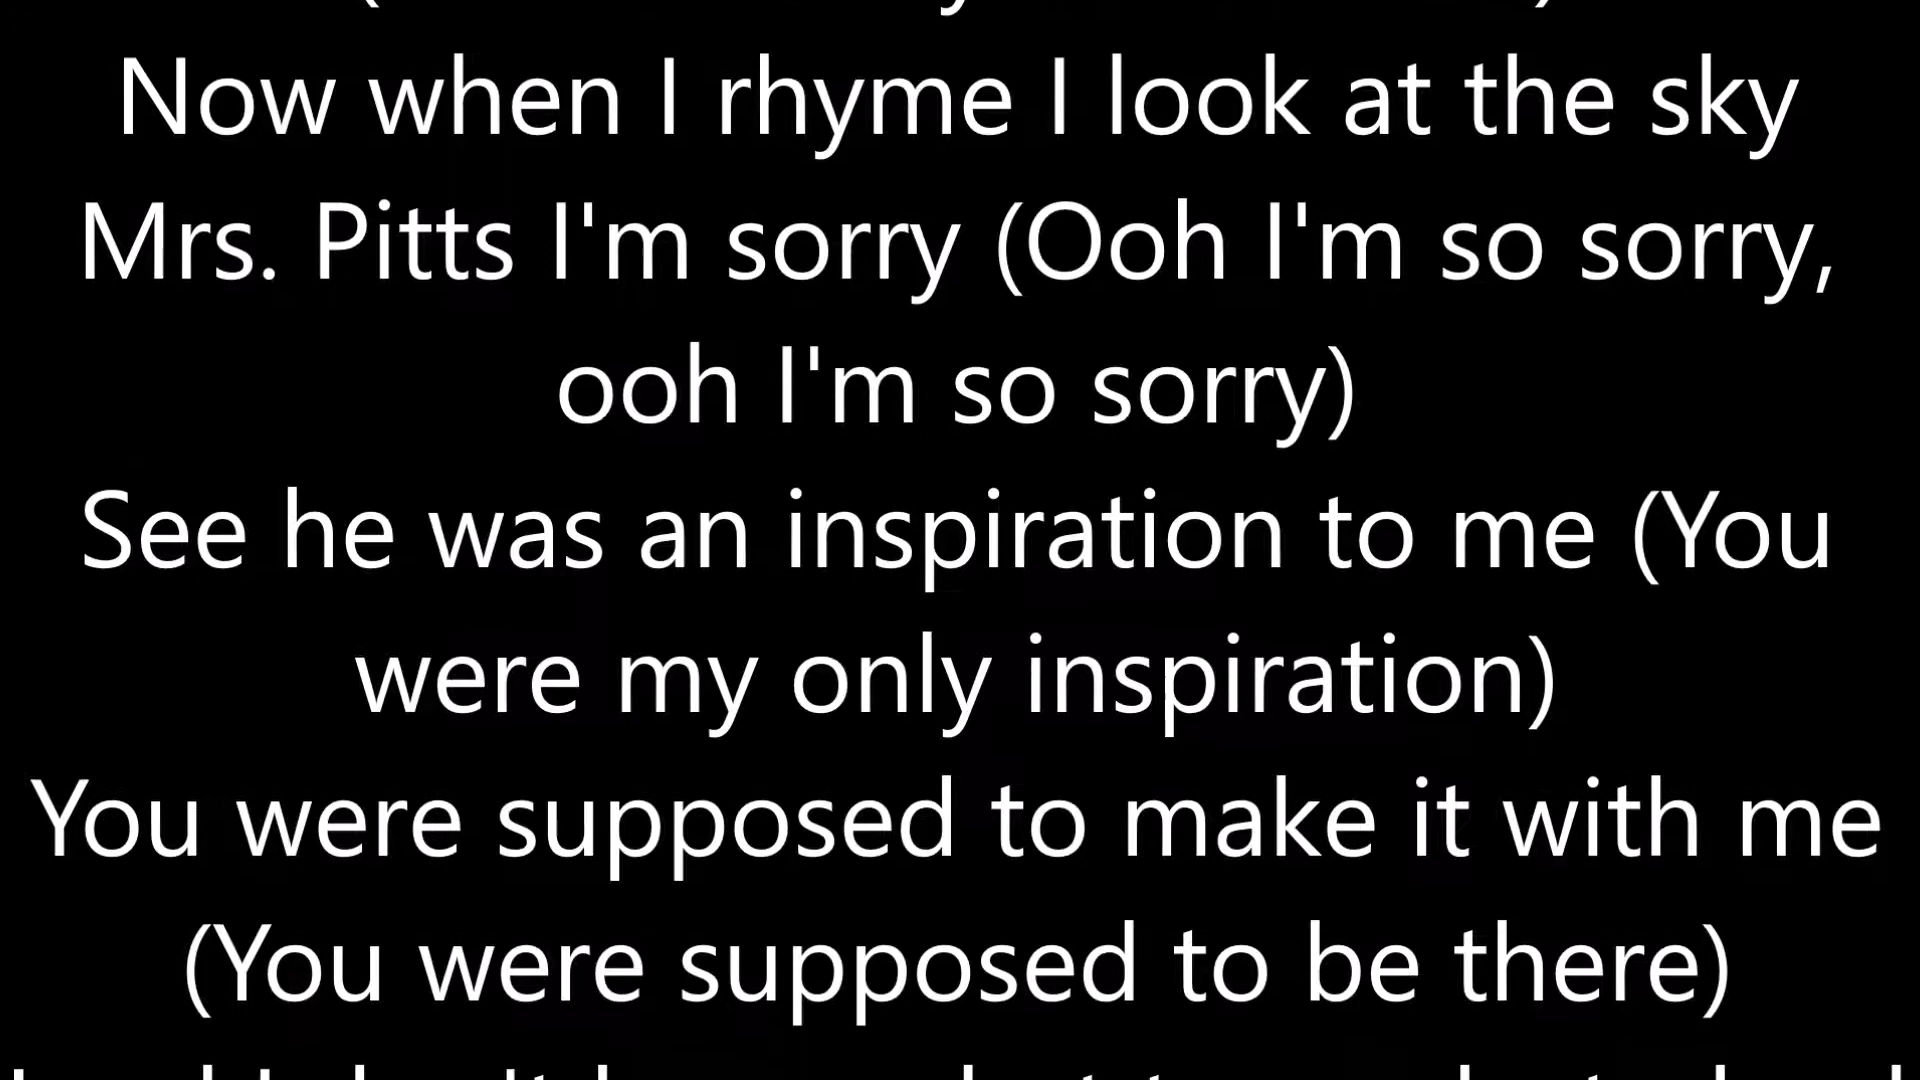 Now when I rhyme I look at the sky
Mrs. Pitts I'm sorry (Ooh I'm so sorry,
ooh I'm so sorry)
See he was an inspiration to me (You
were my only inspiration)
You were supposed to make it with me
(You were supposed to be there)